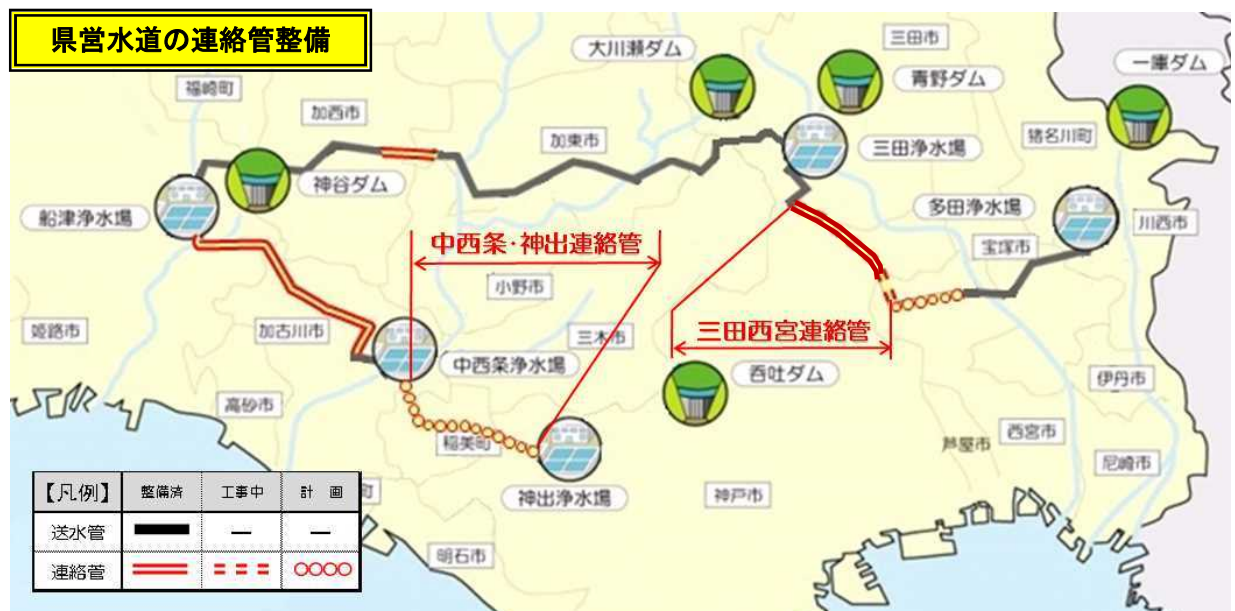 県営水道の連絡管整備
大川瀬ダム
三田市
青野ダム
一庫ダム
福崎町
加西市
加東市
三田浄水場
猪名川町
神谷ダム
船津浄水場
多田浄水場
川西市
宝塚市
中西条・神出連絡管
小野市
姫路市
加古川市
三木市
三田西宮連絡管
中西条浄水場
呑吐ダム
伊丹市
高砂市
稲美町
芦屋市
西宮市
尼崎市
神出浄水場
神戸市
明石市
町
【凡例】 整備済 工事中 計 画
送水管 — —
連絡管